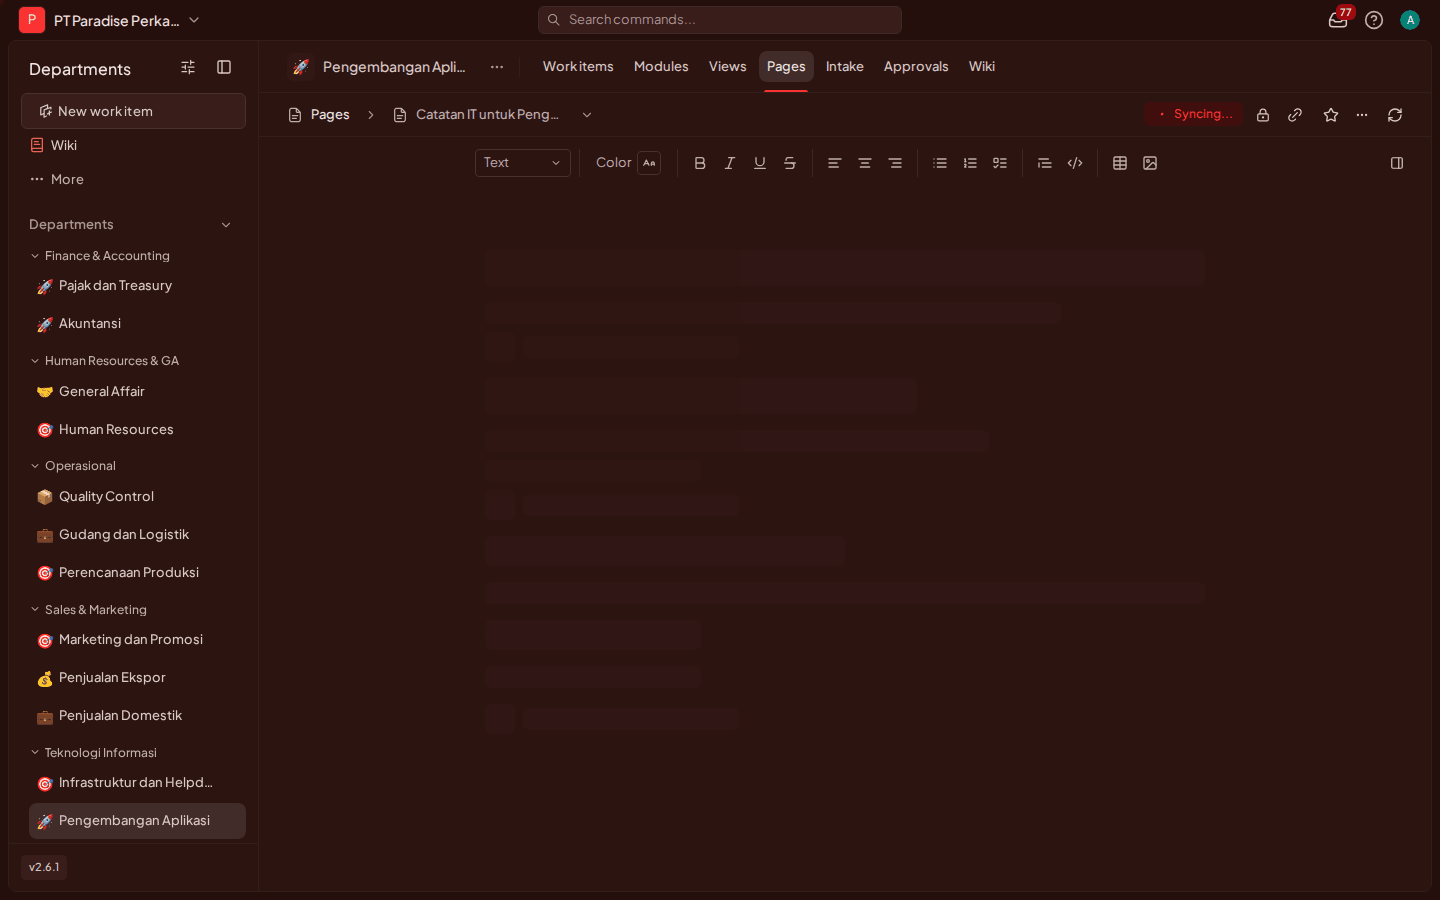 P PT Paradise Perka...
Search commands...
77
A
Departments
New work item
Wiki
More
Departments
Finance & Accounting
Pajak dan Treasury
Akuntansi
Human Resources & GA
General Affair
Human Resources
Operasional
Quality Control
Gudang dan Logistik
Perencanaan Produksi
Sales & Marketing
Marketing dan Promosi
Penjualan Ekspor
Penjualan Domestik
Teknologi Informasi
Infrastruktur dan Helpd...
Pengembangan Aplikasi
v2.6.1
Pengembangan Apli...
Work items
Modules
Views
Pages
Intake
Approvals
Wiki
Pages
Catatan IT untuk Peng...
Syncing...
Text
Color
Aa